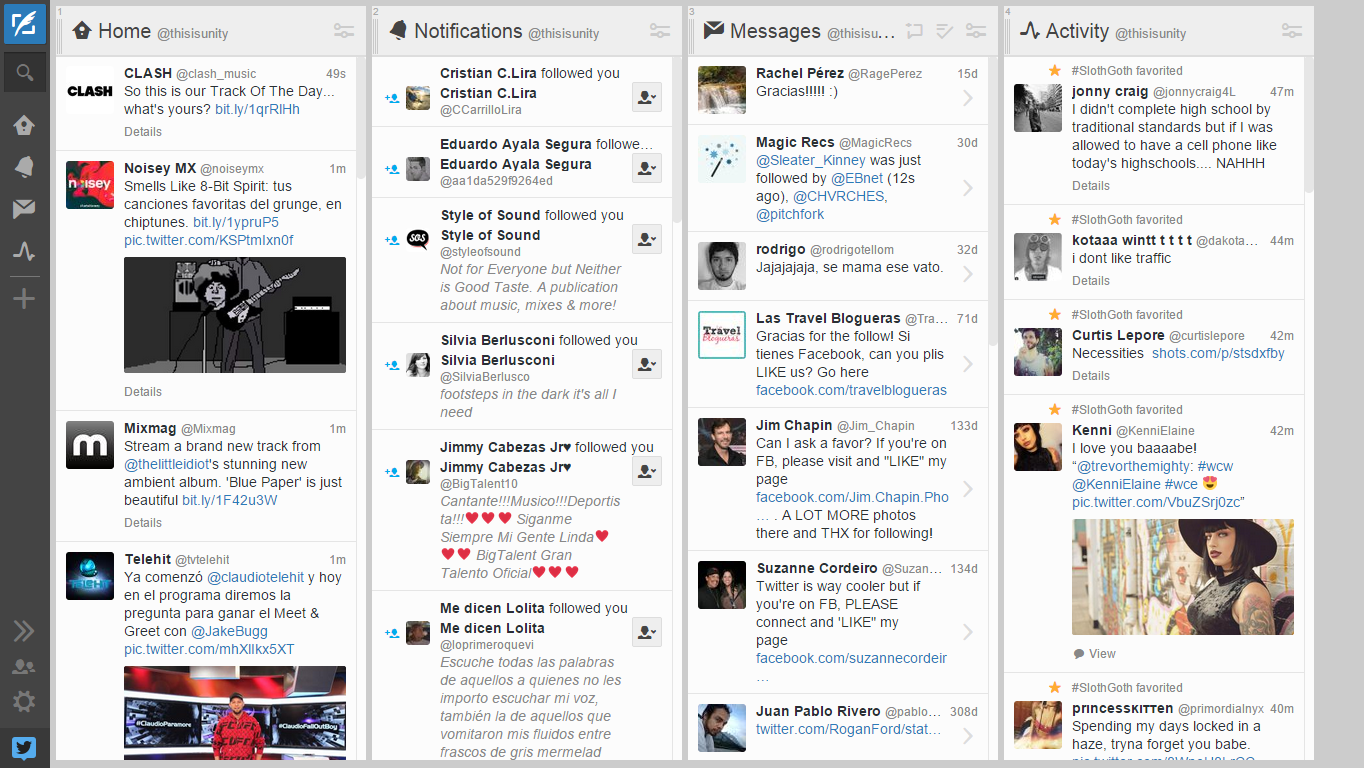 1
Home @thisisunity
CLASH @clash_music 49s
So this is our Track Of The Day...
what's yours? bit.ly/1qrRlHh
Details
CLASH
Noisey MX @noiseymx 1m
Smells Like 8-Bit Spirit: tus
canciones favoritas del grunge, en
chiptunes. bit.ly/1ypruP5
pic.twitter.com/KSPtmIxn0f
noisey
Details
Mixmag @Mixmag 1m
Stream a brand new track from
@thelittleidiot's stunning new
ambient album. 'Blue Paper' is just
beautiful bit.ly/1F42u3W
m
Details
Telehit @tvtelehit 1m
Ya comenzó @claudiotelehit y hoy
en el programa diremos la
pregunta para ganar el Meet &
Greet con @JakeBugg
pic.twitter.com/mhXlIkx5XT
TELEHIT
#ClaudioParamore
#ClaudioFallOutBoy
2
Notifications @thisisunity
Cristian C.Lira followed you
Cristian C.Lira
@CCarrilloLira
Eduardo Ayala Segura followe...
Eduardo Ayala Segura
@aa1da529f9264ed
Style of Sound followed you
Style of Sound
@styleofsound
SOS
Not for Everyone but Neither
is Good Taste. A publication
about music, mixes & more!
Silvia Berlusconi followed you
Silvia Berlusconi
@SilviaBerlusco
footsteps in the dark it's all I
need
Jimmy Cabezas Jr♥ followed you
Jimmy Cabezas Jr♥
@BigTalent10
Cantante!!!Musico!!!Deportis
ta!!!♥♥♥ Siganme
Siempre Mi Gente Linda♥
♥♥ BigTalent Gran
Talento Oficial♥♥♥
Me dicen Lolita followed you
Me dicen Lolita
@loprimeroquevi
Escuche todas las palabras
de aquellos a quienes no les
importo escuchar mi voz,
también la de aquellos que
vomitaron mis fluidos entre
frascos de gris mermelad
3
Messages @thisisu...
Rachel Pérez @RagePerez 15d
Gracias!!!!! :)
Magic Recs @MagicRecs 30d
@Sleater_Kinney was just
followed by @EBnet (12s
ago), @CHVRCHES,
@pitchfork
rodrigo @rodrigotellom 32d
Jajajajaja, se mama ese vato.
Las Travel Blogueras @Tra... 71d
Gracias for the follow! Si
tienes Facebook, can you plis
LIKE us? Go here
facebook.com/travelblogueras
Travel
blogueras
Jim Chapin @Jim_Chapin 133d
Can I ask a favor? If you're on
FB, please visit and "LIKE" my
page
facebook.com/Jim.Chapin.Pho
… . A LOT MORE photos
there and THX for following!
Suzanne Cordeiro @Suzan... 134d
Twitter is way cooler but if
you're on FB, PLEASE
connect and 'LIKE" my
page
facebook.com/suzannecordeir
…
Juan Pablo Rivero @pablo... 308d
twitter.com/RoganFord/stat…
4
Activity @thisisunity
#SlothGoth favorited
jonny craig @jonnycraig4L 47m
I didn't complete high school by
traditional standards but if I was
allowed to have a cell phone like
today's highschools.... NAHHH
Details
#SlothGoth favorited
kotaaa wintt t t t t @dakota... 44m
i dont like traffic
Details
#SlothGoth favorited
Curtis Lepore @curtislepore 42m
Necessities shots.com/p/stsdxfby
Details
#SlothGoth favorited
Kenni @KenniElaine 42m
I love you baaaabe!
“@trevorthemighty: #wcw
@KenniElaine #wce 😍
pic.twitter.com/VbuZSrj0zc”
View
#SlothGoth favorited
PRINCESSKITTEN @primordialnyx 40m
Spending my days locked in a
haze, tryna forget you babe.